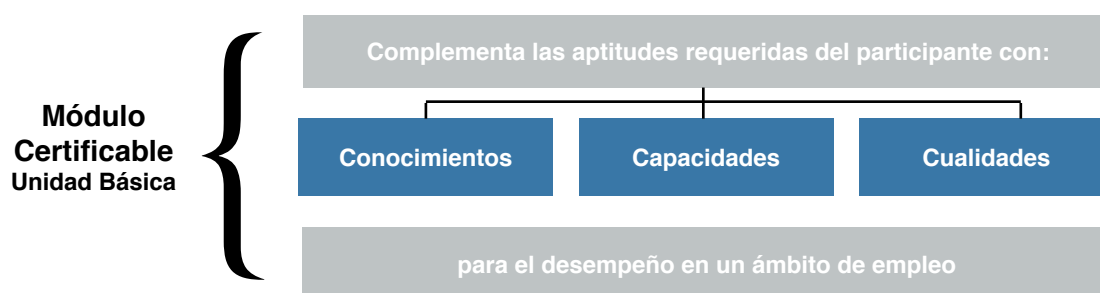 Módulo
Certificable
Unidad Básica
Complementa las aptitudes requeridas del participante con:
Conocimientos
Capacidades
Cualidades
para el desempeño en un ámbito de empleo